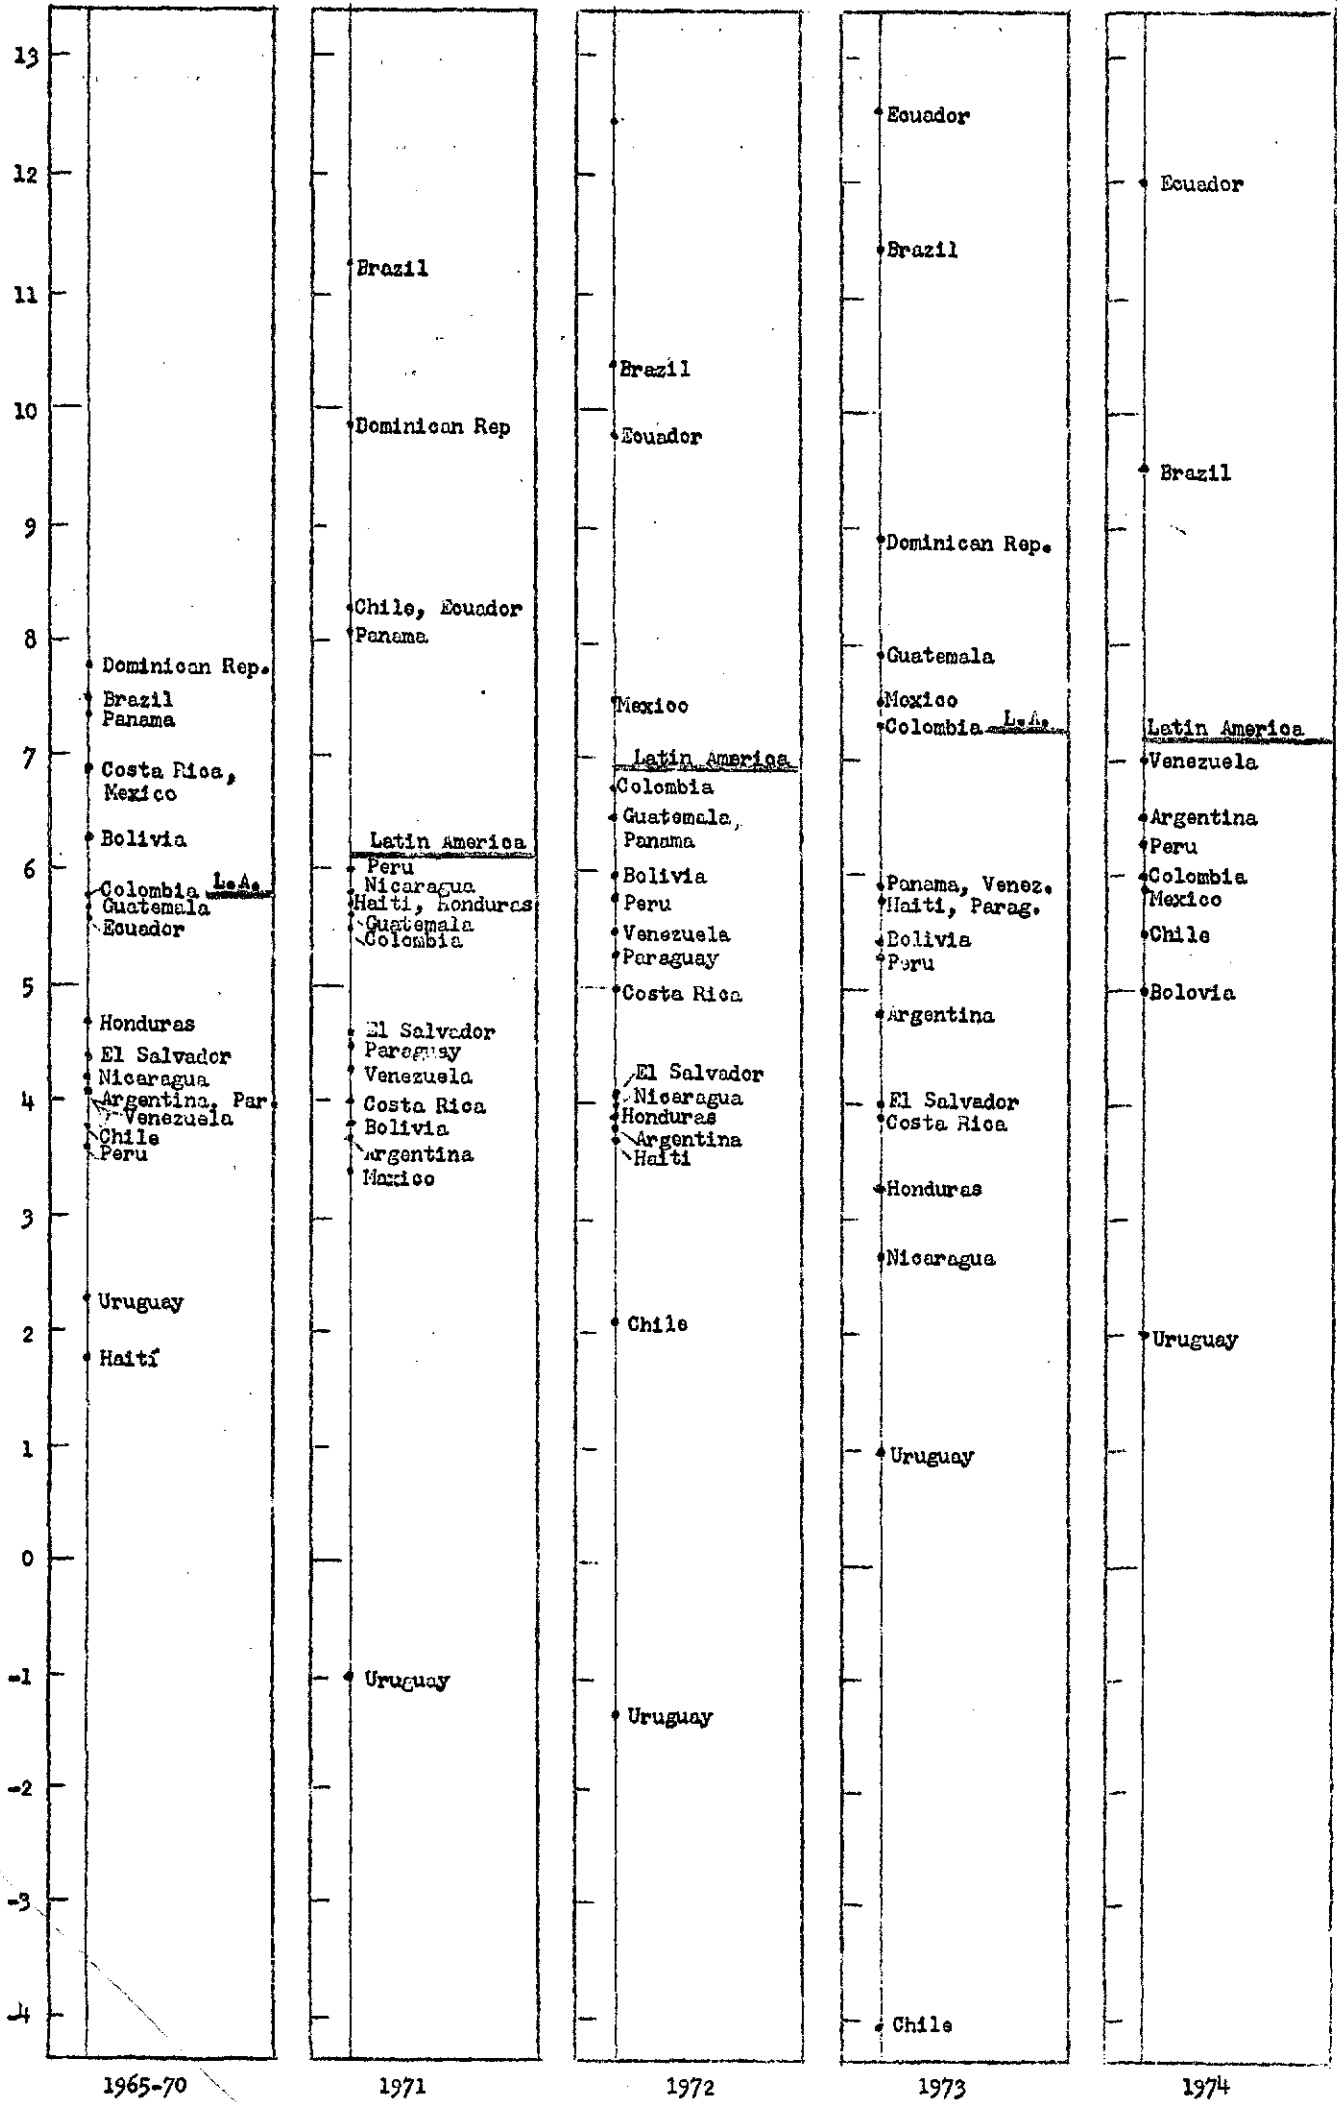 13
12
11
10
9
8
7
6
5
4
3
2
1
0
-1
-2
-3
-4
Dominican Rep.
Brazil
Panama
Costa Rica,
Mexico
Bolivia
Colombia L.A.
Guatemala
Ecuador
Honduras
El Salvador
Nicaragua
Argentina, Par.
Venezuela
Chile
Peru
Uruguay
Haití
1965-70
Brazil
Dominican Rep
Chile, Ecuador
Panama
Latin America
Peru
Nicaragua
Haiti, Honduras
Guatemala
Colombia
El Salvador
Paraguay
Venezuela
Costa Rica
Bolivia
Argentina
Mexico
Uruguay
1971
Brazil
Ecuador
Mexico
Latin America
Colombia
Guatemala,
Panama
Bolivia
Peru
Venezuela
Paraguay
Costa Rica
El Salvador
Nicaragua
Honduras
Argentina
Haiti
Chile
Uruguay
1972
Ecuador
Brazil
Dominican Rep.
Guatemala
Mexico
Colombia L.A.
Panama, Venez.
Haiti, Parag.
Bolivia
Peru
Argentina
El Salvador
Costa Rica
Honduras
Nicaragua
Uruguay
Chile
1973
Ecuador
Brazil
Latin America
Venezuela
Argentina
Peru
Colombia
Mexico
Chile
Bolovia
Uruguay
1974